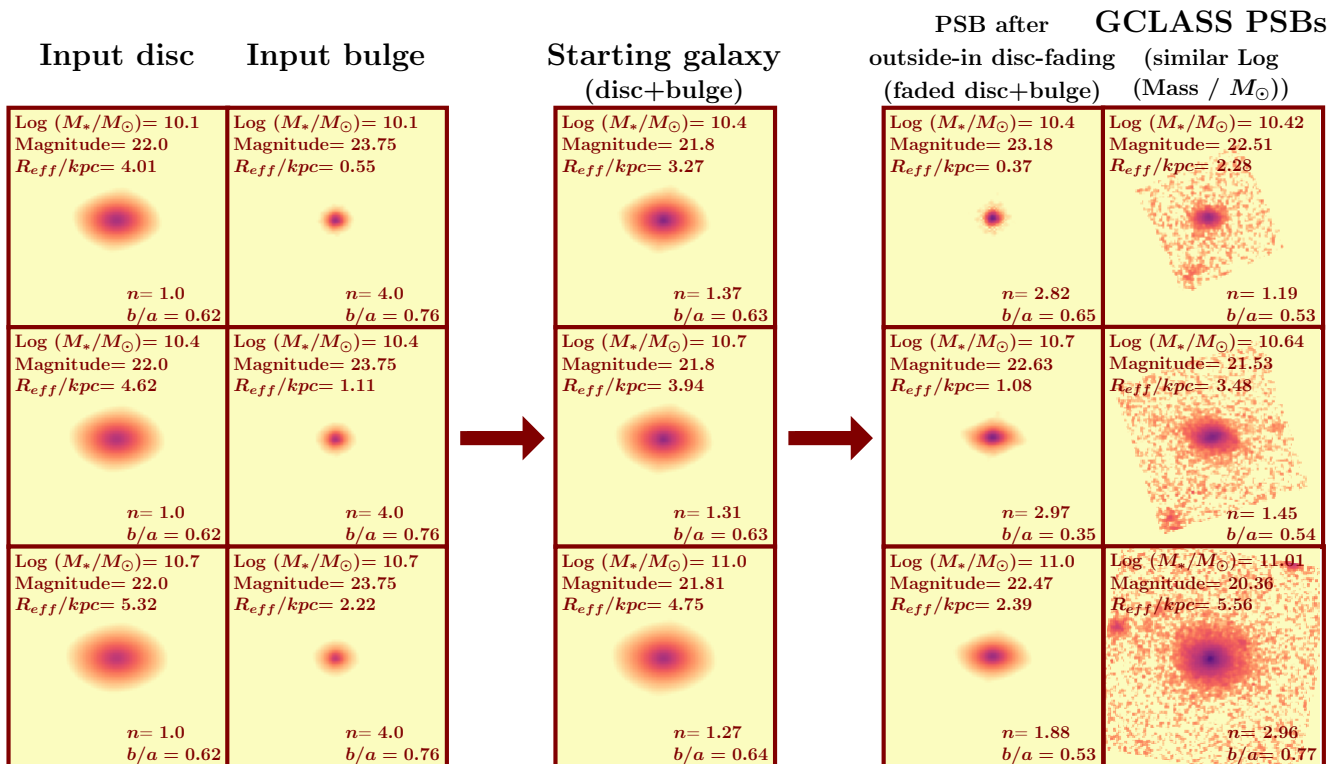 Input disc
Input bulge
Starting galaxy
(disc+bulge)
PSB after
outside-in disc-fading
(faded disc+bulge)
GCLASS PSBs
(similar Log
(Mass / M⊙))
Log (M*/M⊙)= 10.1
Magnitude= 22.0
Reff/kpc= 4.01
n= 1.0
b/a = 0.62
Log (M*/M⊙)= 10.1
Magnitude= 23.75
Reff/kpc= 0.55
n= 4.0
b/a = 0.76
Log (M*/M⊙)= 10.4
Magnitude= 21.8
Reff/kpc= 3.27
n= 1.37
b/a = 0.63
Log (M*/M⊙)= 10.4
Magnitude= 23.18
Reff/kpc= 0.37
n= 2.82
b/a = 0.65
Log (M*/M⊙)= 10.42
Magnitude= 22.51
Reff/kpc= 2.28
n= 1.19
b/a = 0.53
Log (M*/M⊙)= 10.4
Magnitude= 22.0
Reff/kpc= 4.62
n= 1.0
b/a = 0.62
Log (M*/M⊙)= 10.4
Magnitude= 23.75
Reff/kpc= 1.11
n= 4.0
b/a = 0.76
Log (M*/M⊙)= 10.7
Magnitude= 21.8
Reff/kpc= 3.94
n= 1.31
b/a = 0.63
Log (M*/M⊙)= 10.7
Magnitude= 22.63
Reff/kpc= 1.08
n= 2.97
b/a = 0.35
Log (M*/M⊙)= 10.64
Magnitude= 21.53
Reff/kpc= 3.48
n= 1.45
b/a = 0.54
Log (M*/M⊙)= 10.7
Magnitude= 22.0
Reff/kpc= 5.32
n= 1.0
b/a = 0.62
Log (M*/M⊙)= 10.7
Magnitude= 23.75
Reff/kpc= 2.22
n= 4.0
b/a = 0.76
Log (M*/M⊙)= 11.0
Magnitude= 21.81
Reff/kpc= 4.75
n= 1.27
b/a = 0.64
Log (M*/M⊙)= 11.0
Magnitude= 22.47
Reff/kpc= 2.39
n= 1.88
b/a = 0.53
Log (M*/M⊙)= 11.01
Magnitude= 20.36
Reff/kpc= 5.56
n= 2.96
b/a = 0.77